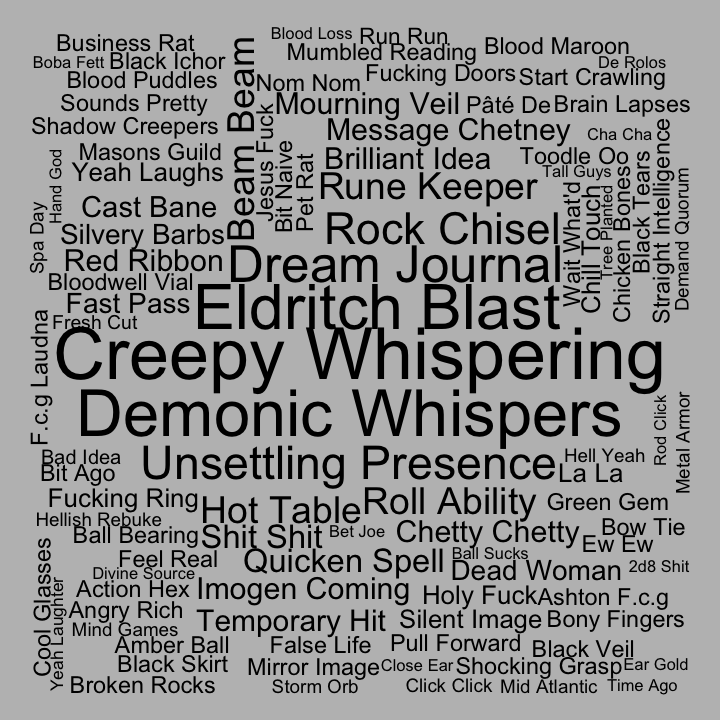 Blood Loss
Run Run
Business Rat
Mumbled Reading
Blood Maroon
Boba Fett
Black Ichor
De Rolos
Blood Puddles
Nom Nom
Fucking Doors
Start Crawling
Sounds Pretty
Beam Beam
Jesus Fuck
Mourning Veil
Pâté De
Brain Lapses
Shadow Creepers
Message Chetney
Cha Cha
Masons Guild
Bit Naive
Pet Rat
Brilliant Idea
Toodle Oo
Hand God
Yeah Laughs
Rune Keeper
Tall Guys
Wait What'd
Chill Touch
Tree Planted
Chicken Boneso
Black Tears
Straight Intelligence
Demand Quorum
Spa Day
Cast Bane
Rock Chisel
Silvery Barbs
Red Ribbon
Dream Journal
Bloodwell Vial
Fast Pass
Eldritch Blast
Fresh Cut
F.c.g Laudna
Creepy Whispering
Demonic Whispers
Rod Click
Metal Armor
Bad Idea
Bit Ago
Unsettling Presence
Hell Yeah
La La
Fucking Ring
Hot Table
Roll Ability
Green Gem
Hellish Rebuke
Ball Bearing
Shit Shit
Bet Joe
Chetty Chetty
Bow Tie
Ew Ew
Cool Glasses
Feel Real
Quicken Spell
Ball Sucks
Divine Source
Dead Woman
2d8 Shit
Yeah Laughter
Action Hex
Imogen Coming
Holy Fuck
Ashton F.c.g
Angry Rich
Temporary Hit
Silent Image
Bony Fingers
Mind Games
Amber Ball
False Life
Pull Forward
Black Veil
Black Skirt
Mirror Image
Close Ear
Shocking Grasp
Ear Gold
Broken Rocks
Storm Orb
Click Click
Mid Atlantic
Time Ago